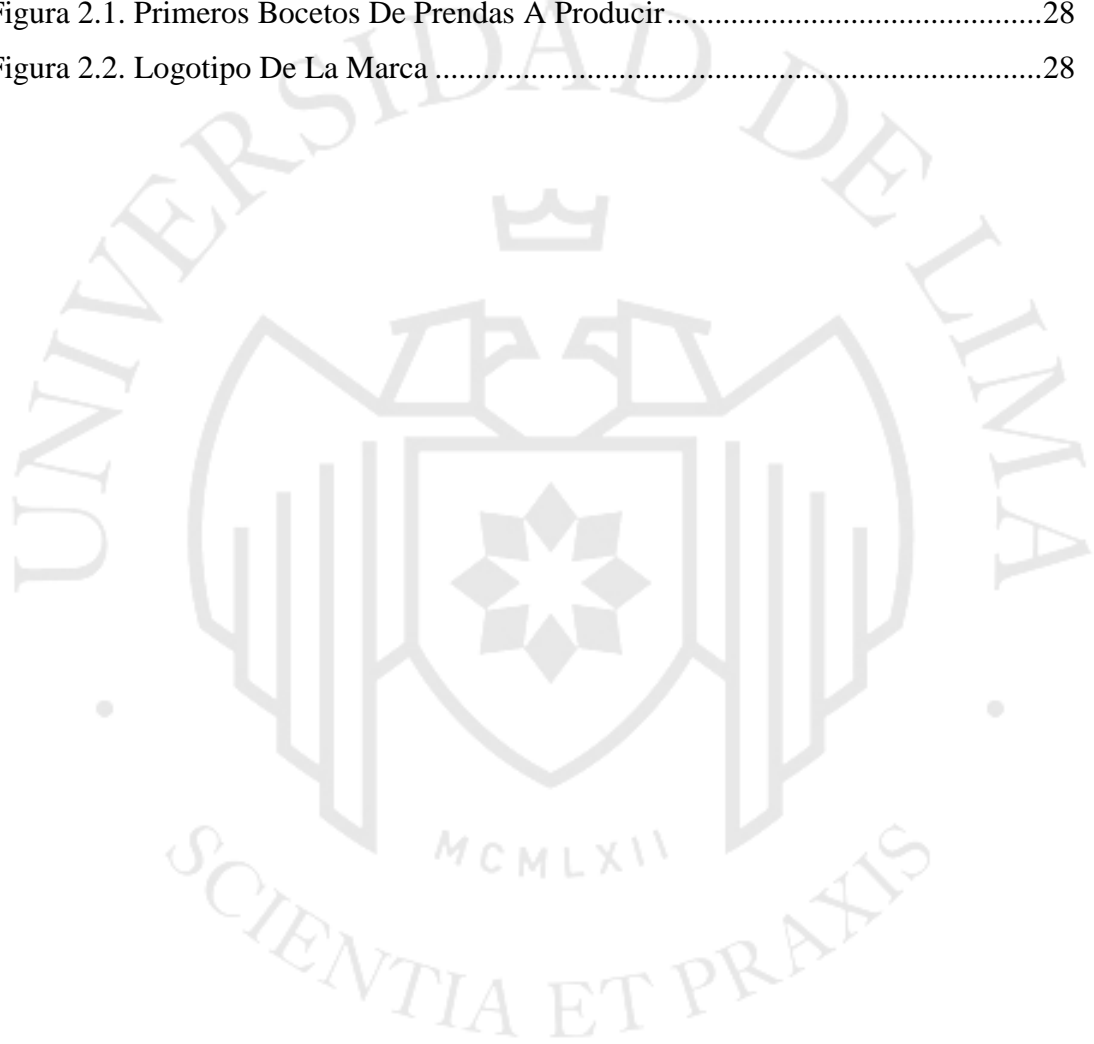 Figura 2.1. Primeros Bocetos De Prendas A Producir.......................................28
Figura 2.2. Logotipo De La Marca ................................................................28
UNIVERSIDAD DE LIMA
MCMLXII
SCIENTIA ET PRAXIS